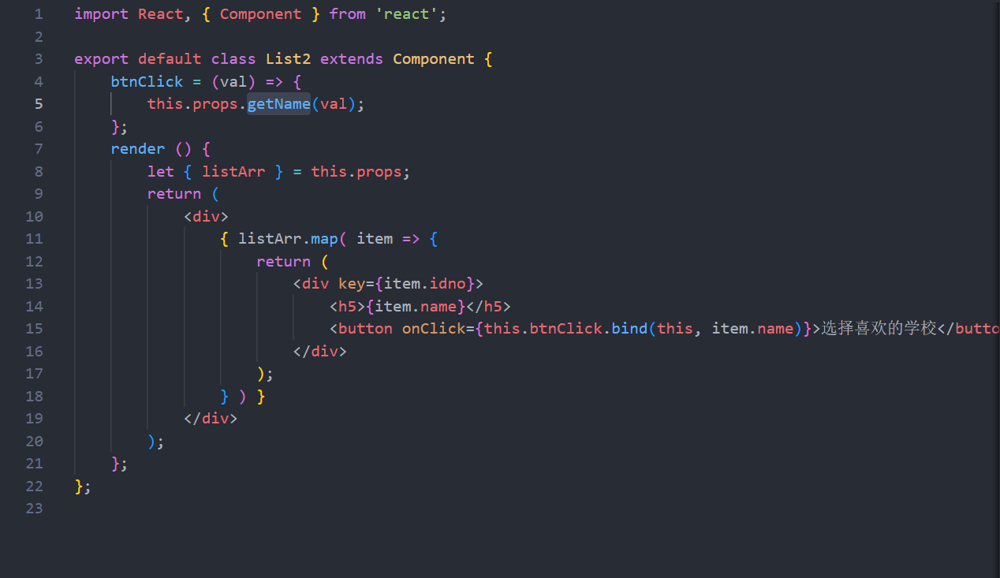 1 import React, { Component } from 'react';
2
3 export default class List2 extends Component {
4     btnClick = (val) => {
5         this.props.getName(val);
6     };
7     render () {
8         let { listArr } = this.props;
9         return (
10             <div>
11                 { listArr.map( item => {
12                     return (
13                         <div key={item.idno}>
14                             <h5>{item.name}</h5>
15                             <button onClick={this.btnClick.bind(this, item.name)}>选择喜欢的学校</butto
16                         </div>
17                     );
18                 } ) }
19             </div>
20         );
21     };
22 };
23